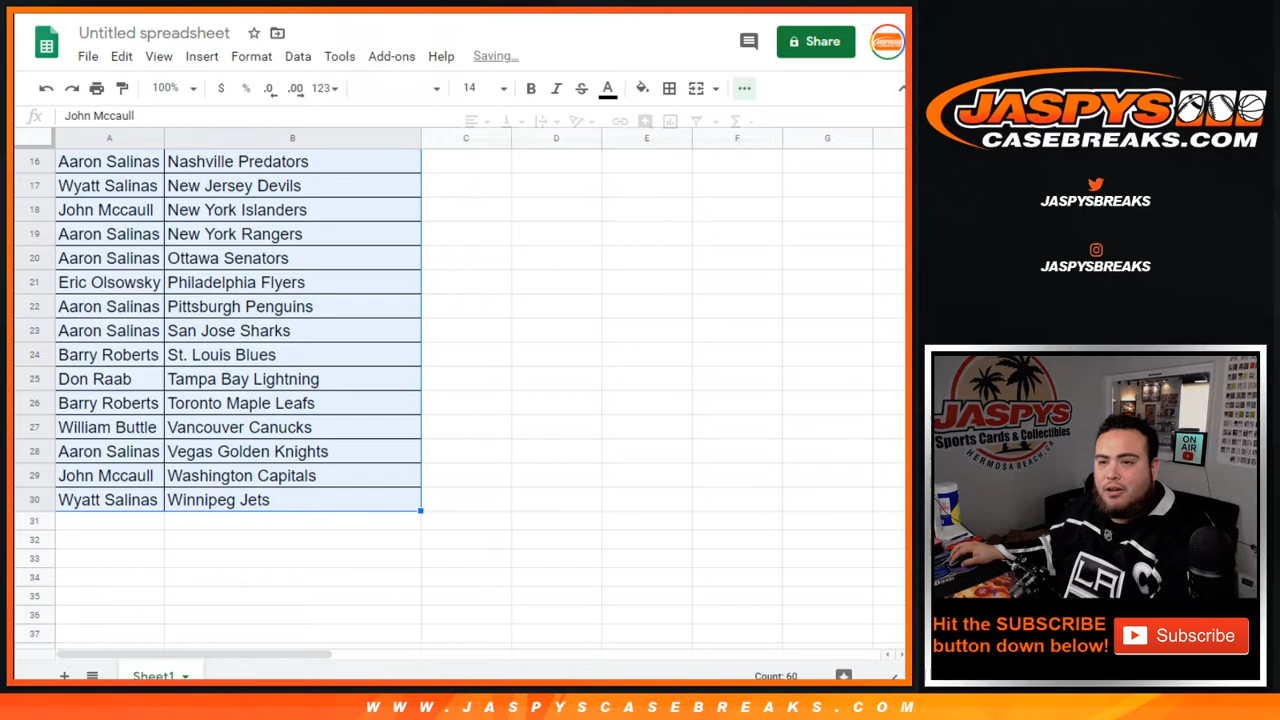 Untitled spreadsheet
File Edit View Insert Format Data Tools Add-ons Help Saving...
Share
100% $ % .0 .00 123 14 B I S A
fx John Mccaull
A B C D E F G
16 Aaron Salinas Nashville Predators
17 Wyatt Salinas New Jersey Devils
18 John Mccaull New York Islanders
19 Aaron Salinas New York Rangers
20 Aaron Salinas Ottawa Senators
21 Eric Olsowsky Philadelphia Flyers
22 Aaron Salinas Pittsburgh Penguins
23 Aaron Salinas San Jose Sharks
24 Barry Roberts St. Louis Blues
25 Don Raab Tampa Bay Lightning
26 Barry Roberts Toronto Maple Leafs
27 William Buttle Vancouver Canucks
28 Aaron Salinas Vegas Golden Knights
29 John Mccaull Washington Capitals
30 Wyatt Salinas Winnipeg Jets
31
32
33
34
35
36
37
Sheet1
Count: 60
JASPYS
CASEBREAKS.COM
JASPYSBREAKS
JASPYSBREAKS
JASPYS
Sports Cards & Collectibles
HERMOSA BEACH, CA
ON
AIR
LA
Hit the SUBSCRIBE
button down below!
Subscribe
WWW.JASPYSCASEBREAKS.COM